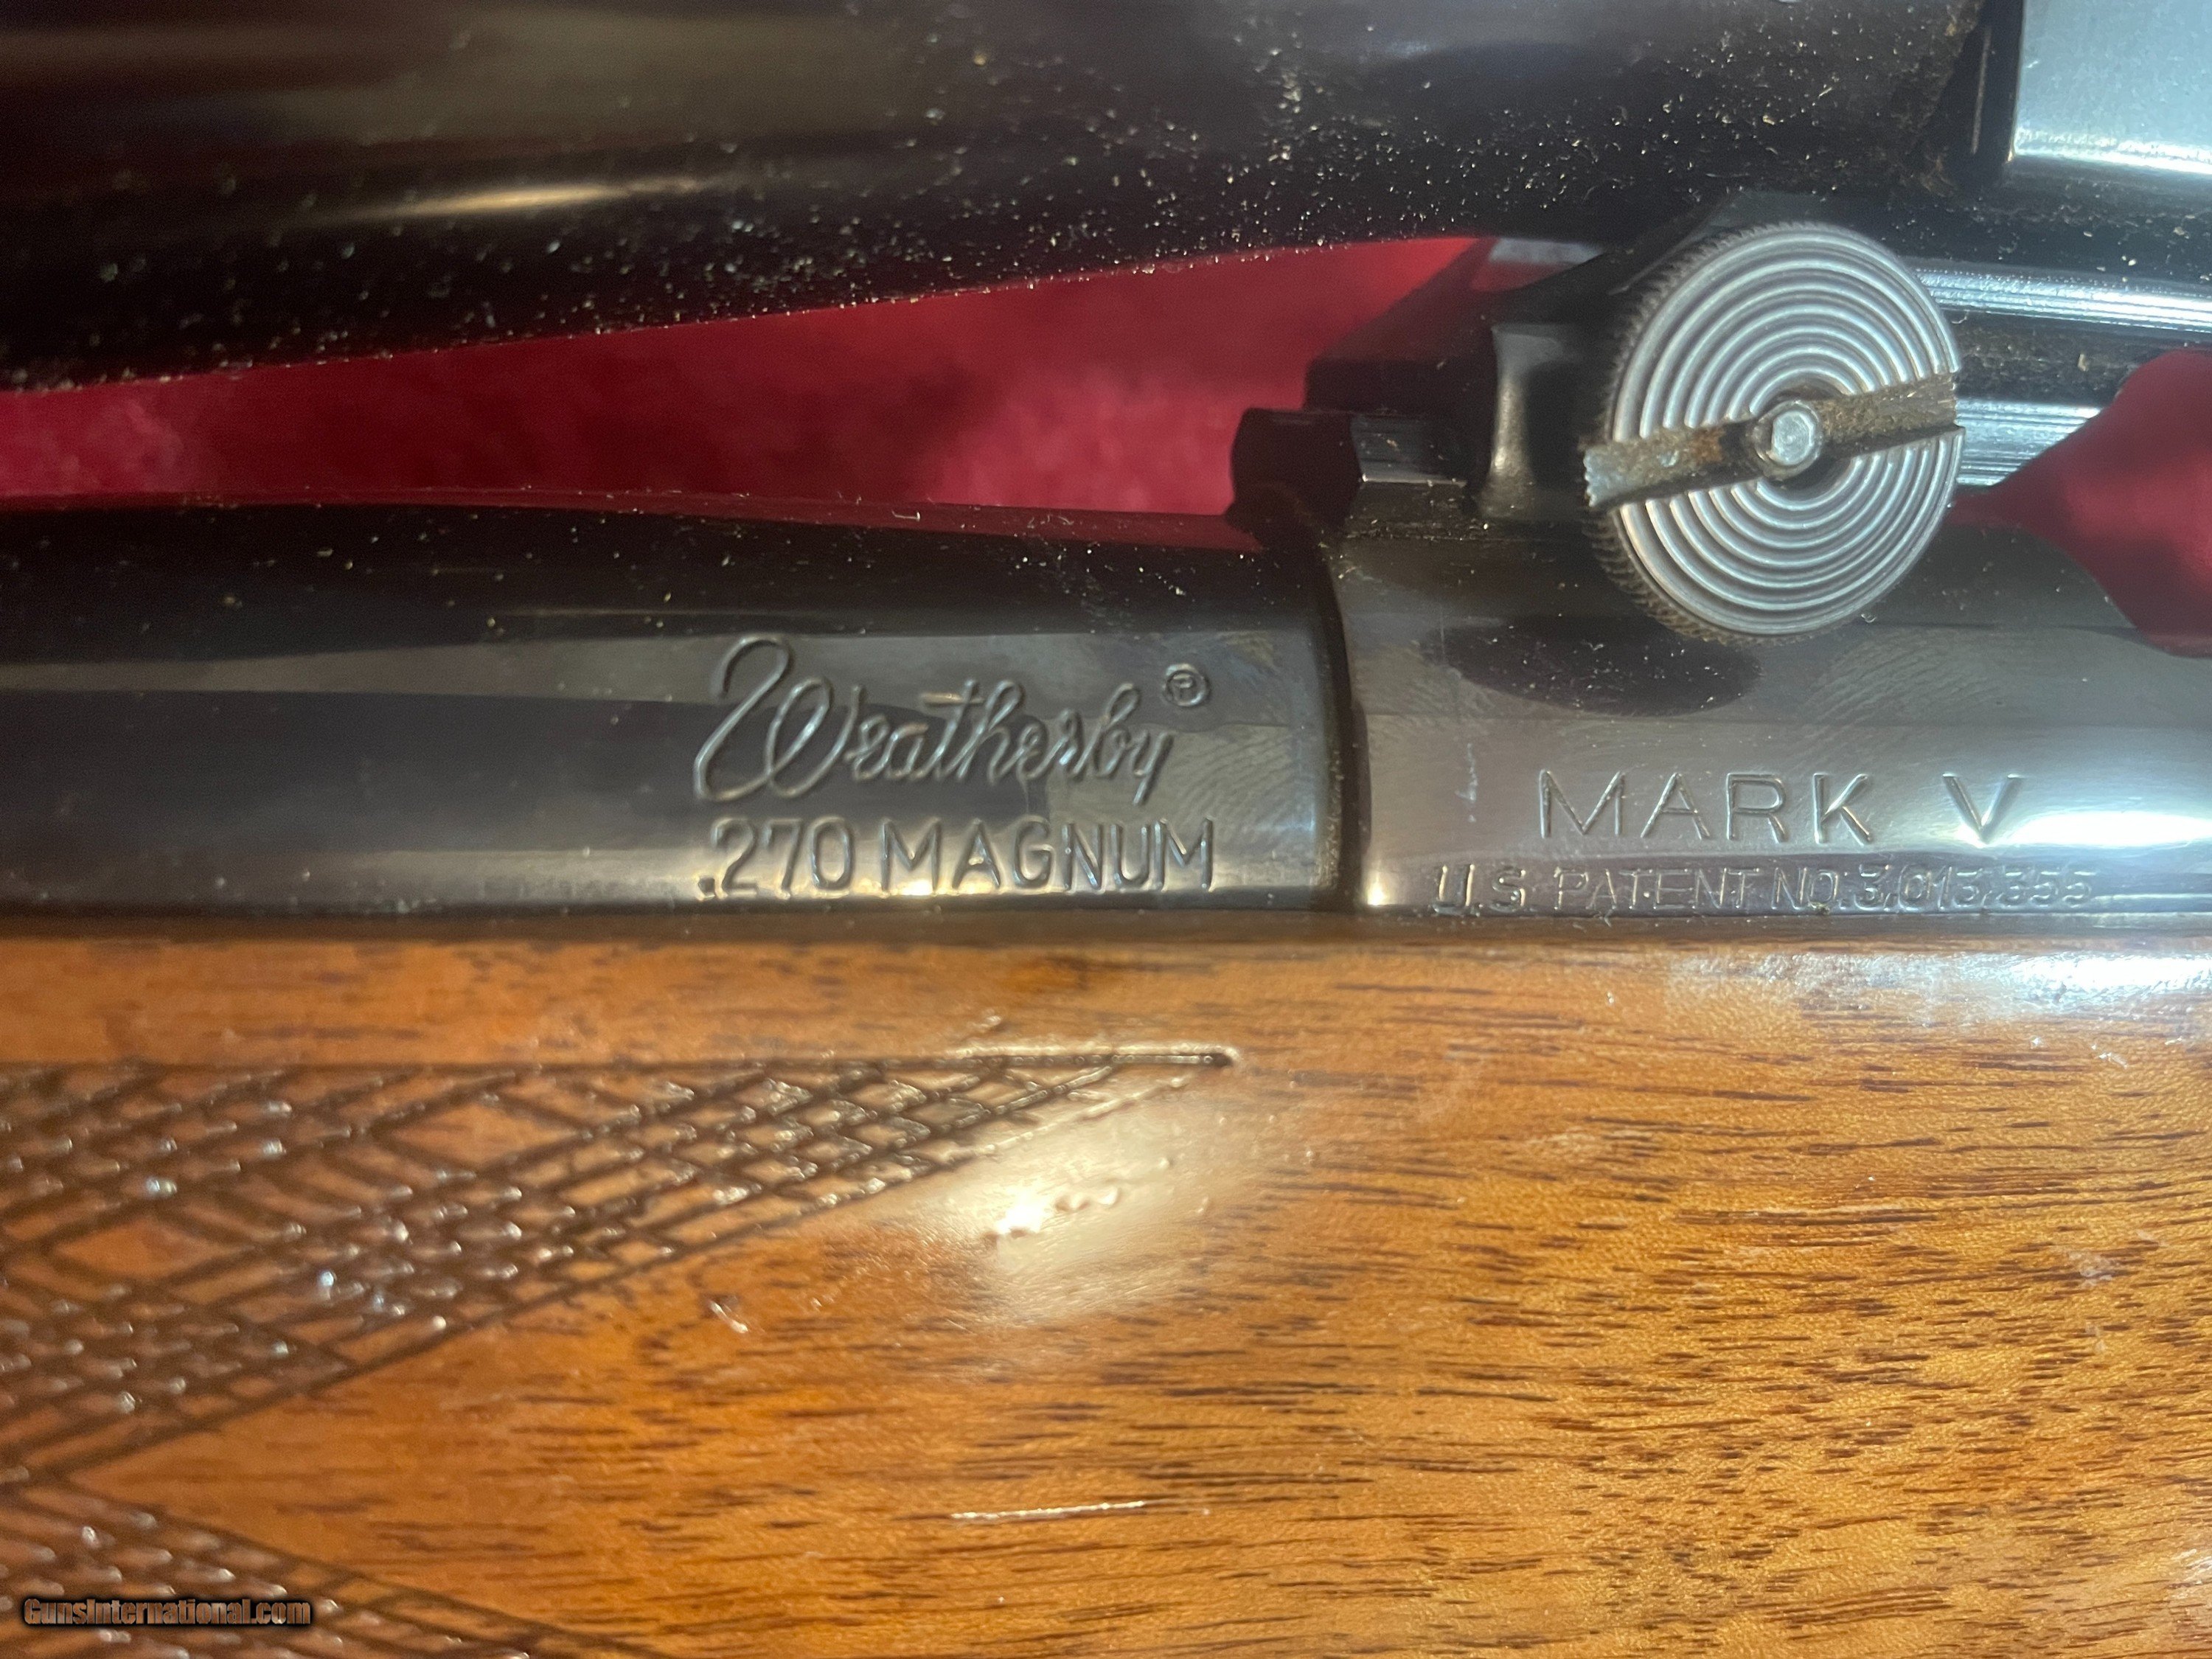 Weatherby®
.270 MAGNUM
MARK V
U.S. PATENT NO. 3,013,355
GunsInternational.com